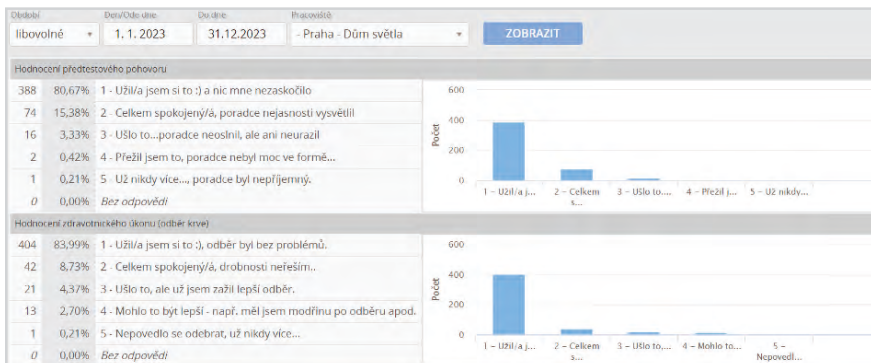 Období Den/Ode dne Do dne Pracoviště
libovolné 1. 1. 2023 31.12.2023 - Praha - Dům světla ZOBRAZIT
Hodnocení předtestového pohovoru
388 80,67% 1 - Užil/a jsem si to :) a nic mne nezaskočilo
74 15,38% 2 - Celkem spokojený/á, poradce nejasnosti vysvětlil
16 3,33% 3 - Ušlo to...poradce neoslnil, ale ani neurazil
2 0,42% 4 - Přežil jsem to, poradce nebyl moc ve formě...
1 0,21% 5 - Už nikdy více..., poradce byl nepříjemný.
0 0,00% Bez odpovědi
Počet
600
400
200
0
1 – Užil/a j... 2 – Celkem s... 3 – Ušlo to.... 4 – Přežil j... 5 – Už nikdy...
Hodnocení zdravotnického úkonu (odběr krve)
404 83,99% 1 - Užil/a jsem si to :), odběr byl bez problémů.
42 8,73% 2 - Celkem spokojený/á, drobnosti neřeším..
21 4,37% 3 - Ušlo to, ale už jsem zažil lepší odběr.
13 2,70% 4 - Mohlo to být lepší - např. měl jsem modřinu po odběru apod.
1 0,21% 5 - Nepovedlo se odebrat, už nikdy více...
0 0,00% Bez odpovědi
Počet
600
400
200
0
1 – Užil/a j... 2 – Celkem s... 3 – Ušlo to,... 4 – Mohlo to... 5 – Nepovedl...